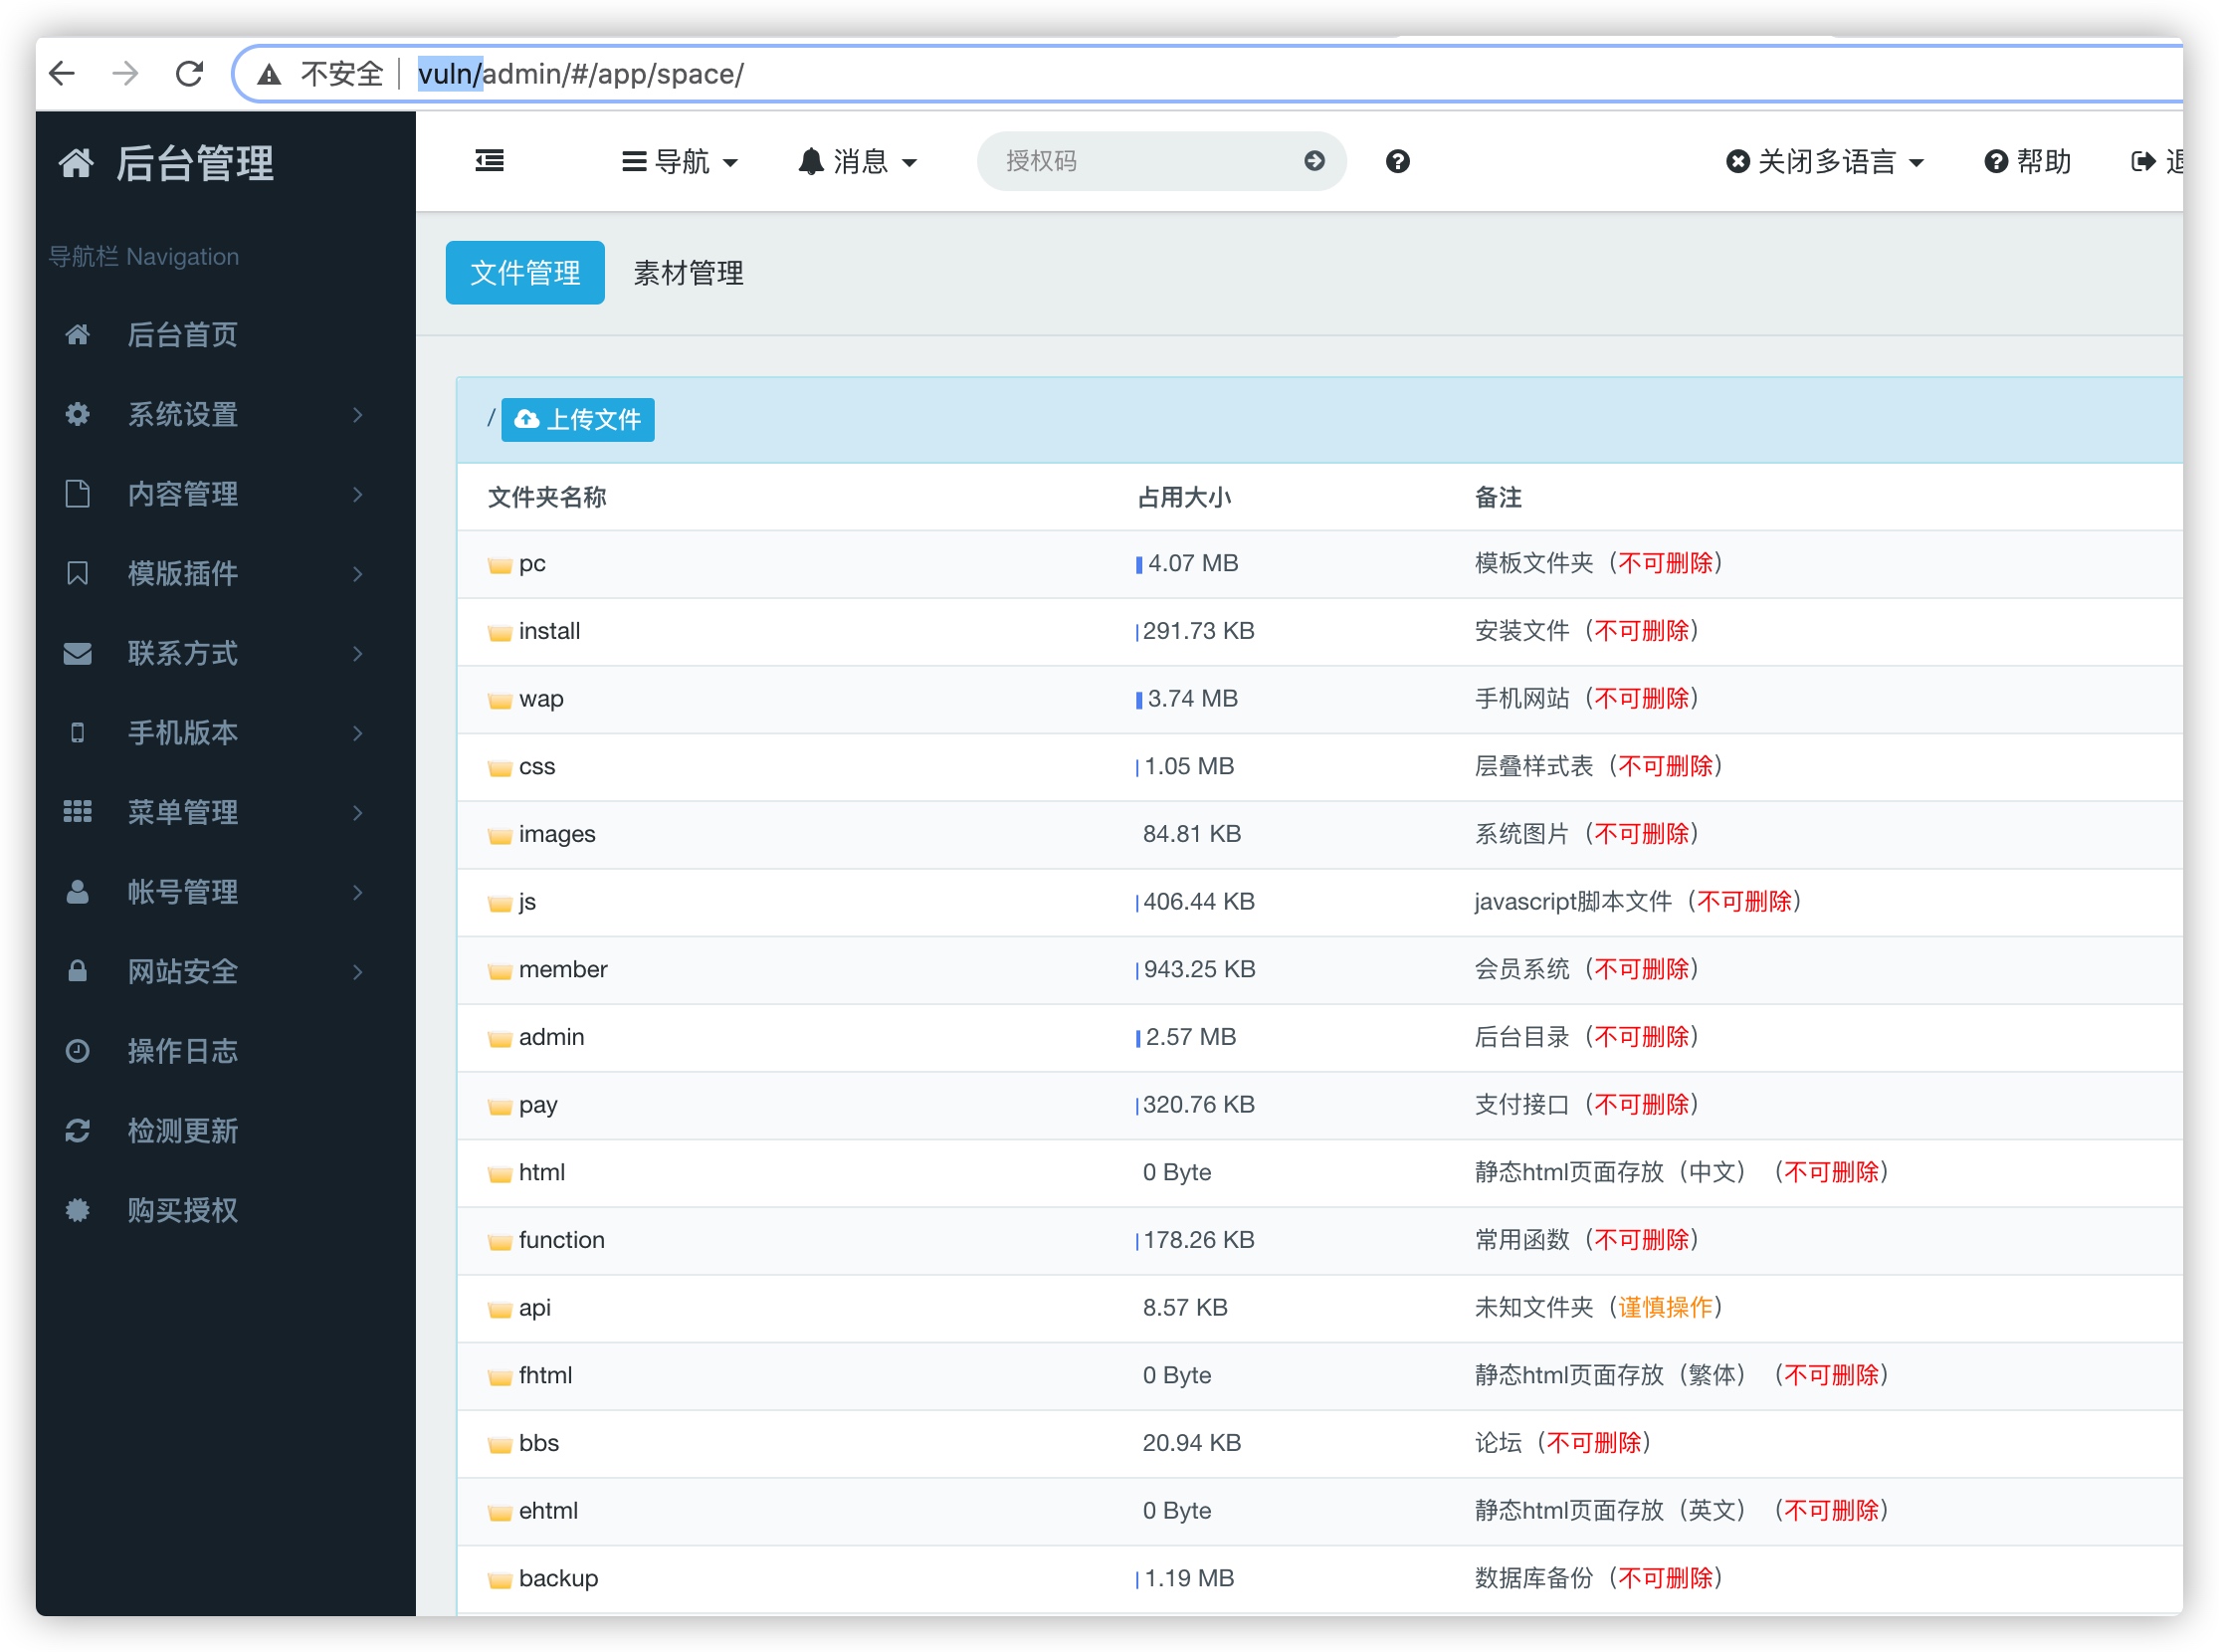 不安全 vuln/admin/#/app/space/
后台管理
导航 消息 授权码 关闭多语言 帮助
导航栏 Navigation
后台首页
系统设置
内容管理
模版插件
联系方式
手机版本
菜单管理
帐号管理
网站安全
操作日志
检测更新
购买授权
文件管理 素材管理
/ 上传文件
文件夹名称 占用大小 备注
pc 4.07 MB 模板文件夹（不可删除）
install 291.73 KB 安装文件（不可删除）
wap 3.74 MB 手机网站（不可删除）
css 1.05 MB 层叠样式表（不可删除）
images 84.81 KB 系统图片（不可删除）
js 406.44 KB javascript脚本文件（不可删除）
member 943.25 KB 会员系统（不可删除）
admin 2.57 MB 后台目录（不可删除）
pay 320.76 KB 支付接口（不可删除）
html 0 Byte 静态html页面存放（中文）（不可删除）
function 178.26 KB 常用函数（不可删除）
api 8.57 KB 未知文件夹（谨慎操作）
fhtml 0 Byte 静态html页面存放（繁体）（不可删除）
bbs 20.94 KB 论坛（不可删除）
ehtml 0 Byte 静态html页面存放（英文）（不可删除）
backup 1.19 MB 数据库备份（不可删除）